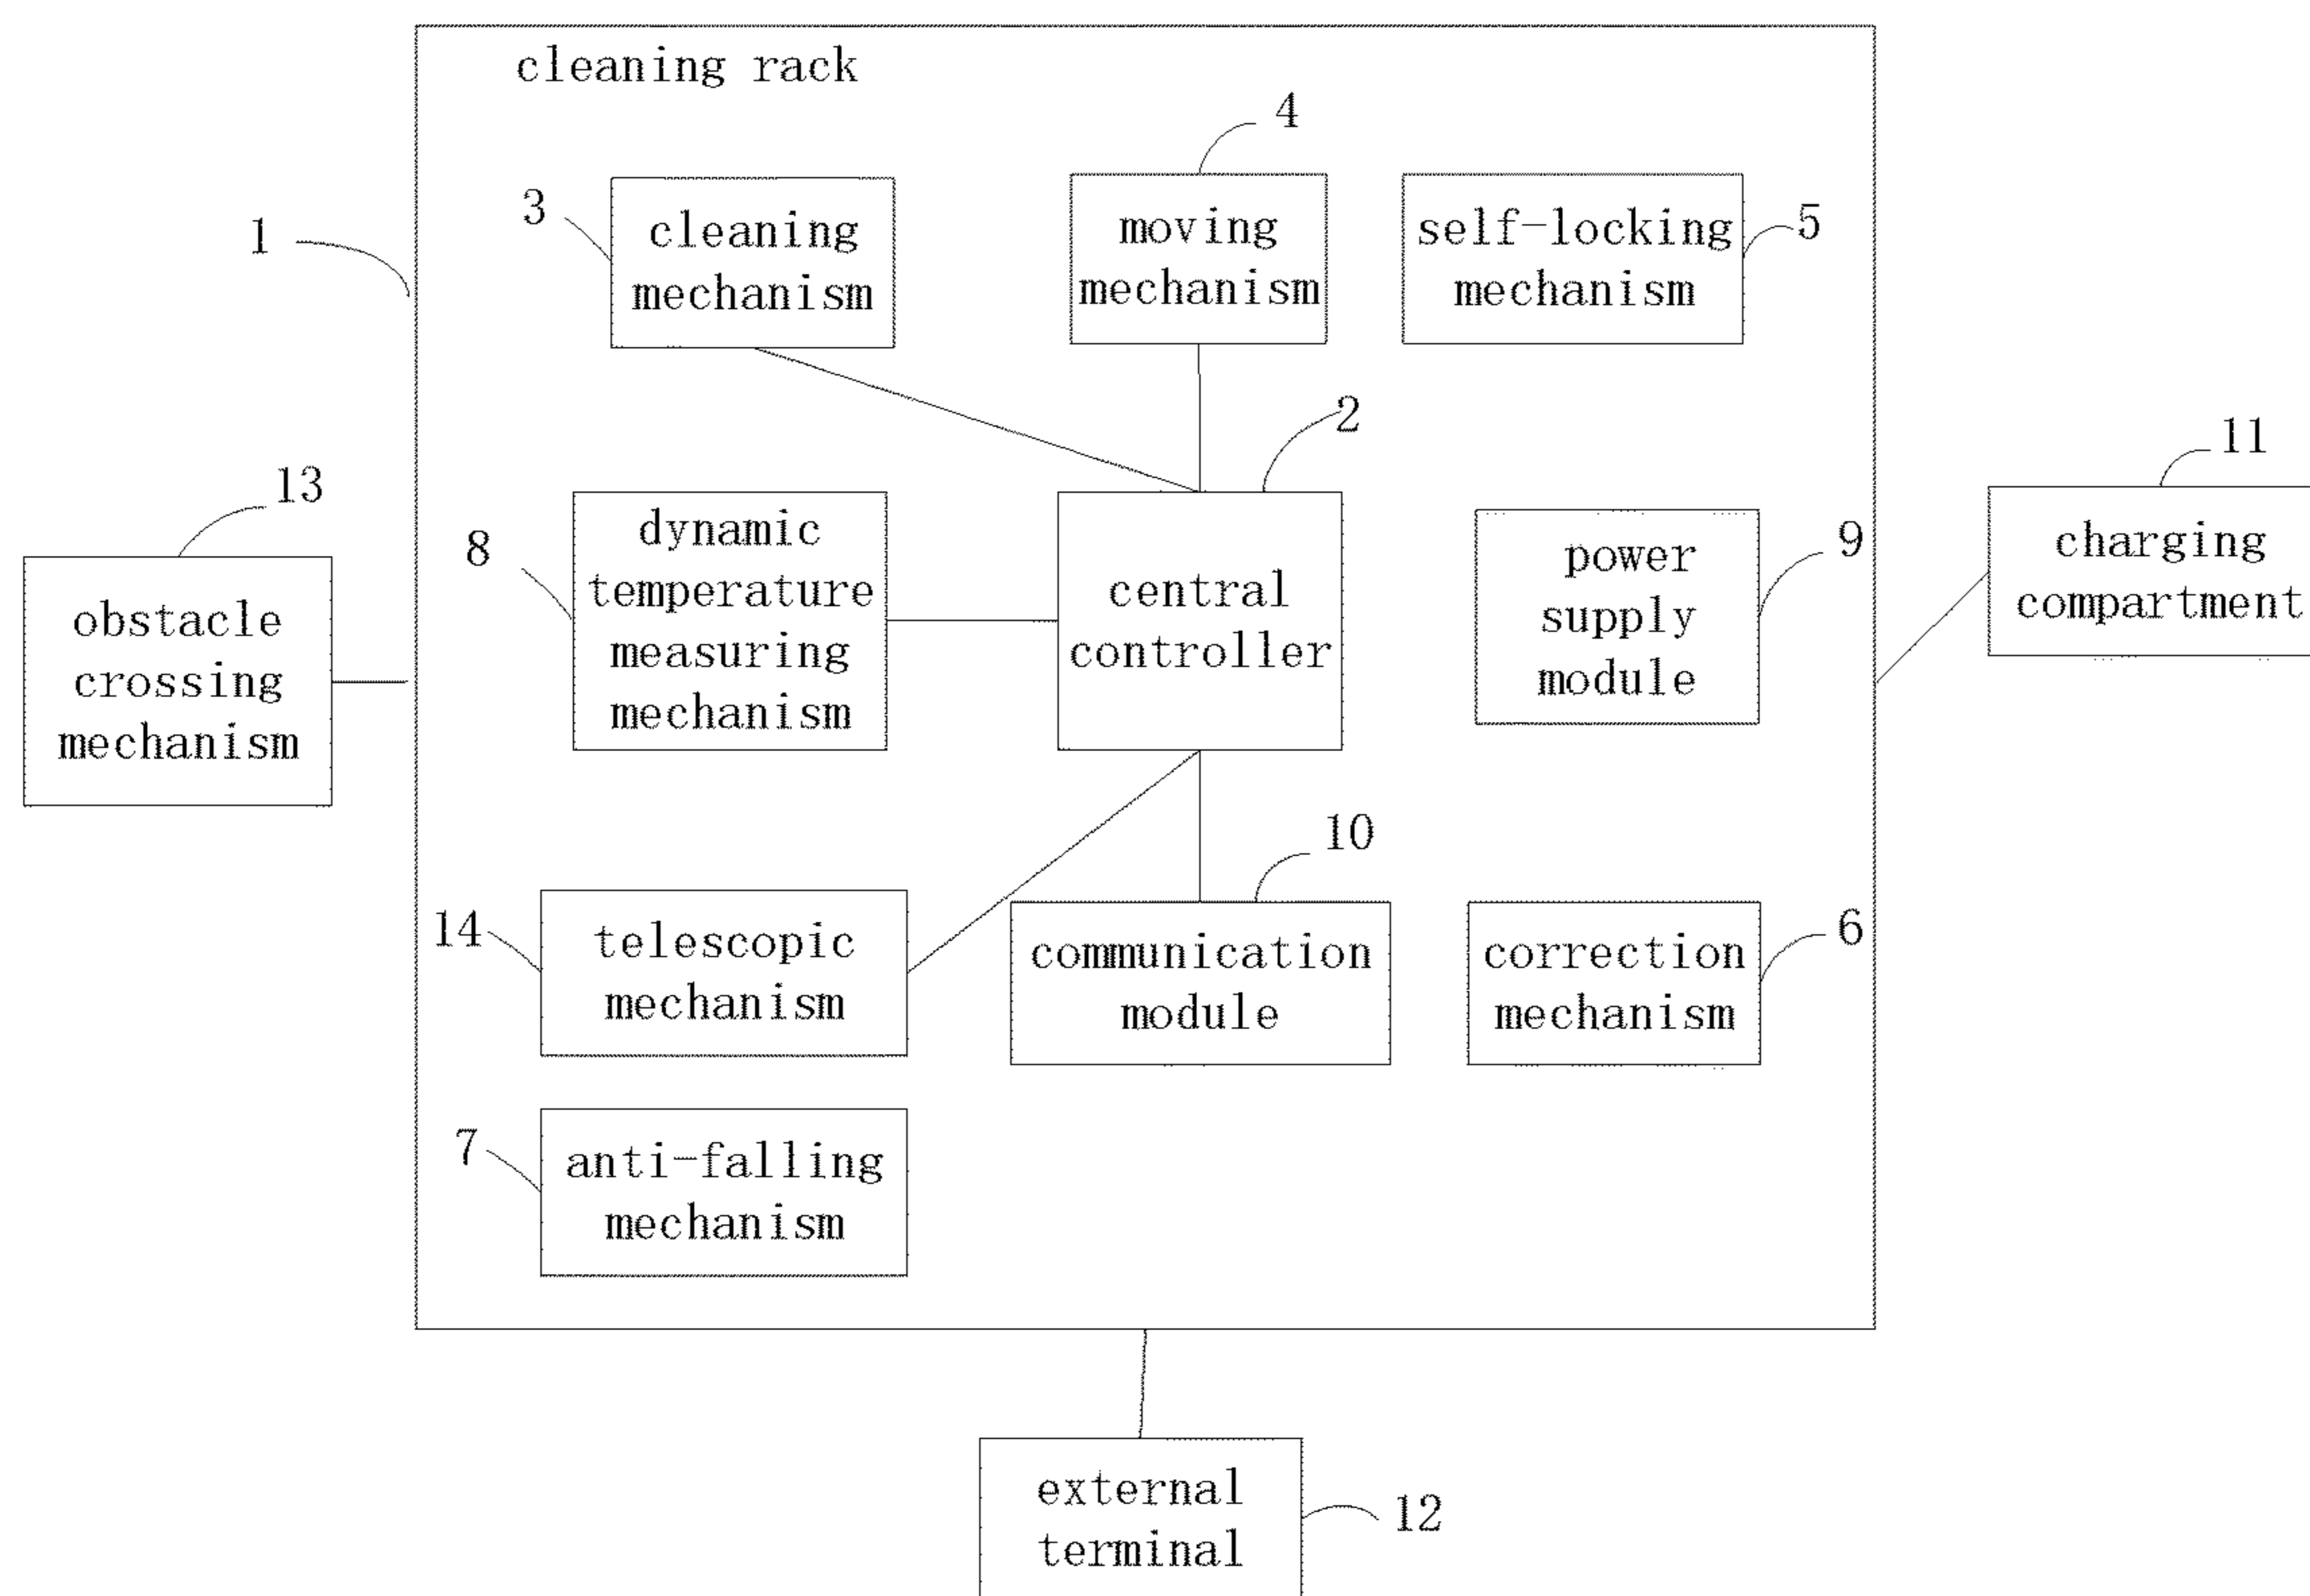 cleaning rack
4
3
cleaning
mechanism
moving
mechanism
self-locking
mechanism
5
1
2
11
13
8
dynamic
temperature
measuring
mechanism
central
controller
power
supply
module
9
charging
compartment
obstacle
crossing
mechanism
10
14
telescopic
mechanism
communication
module
correction
mechanism
6
7
anti-falling
mechanism
external
terminal
12